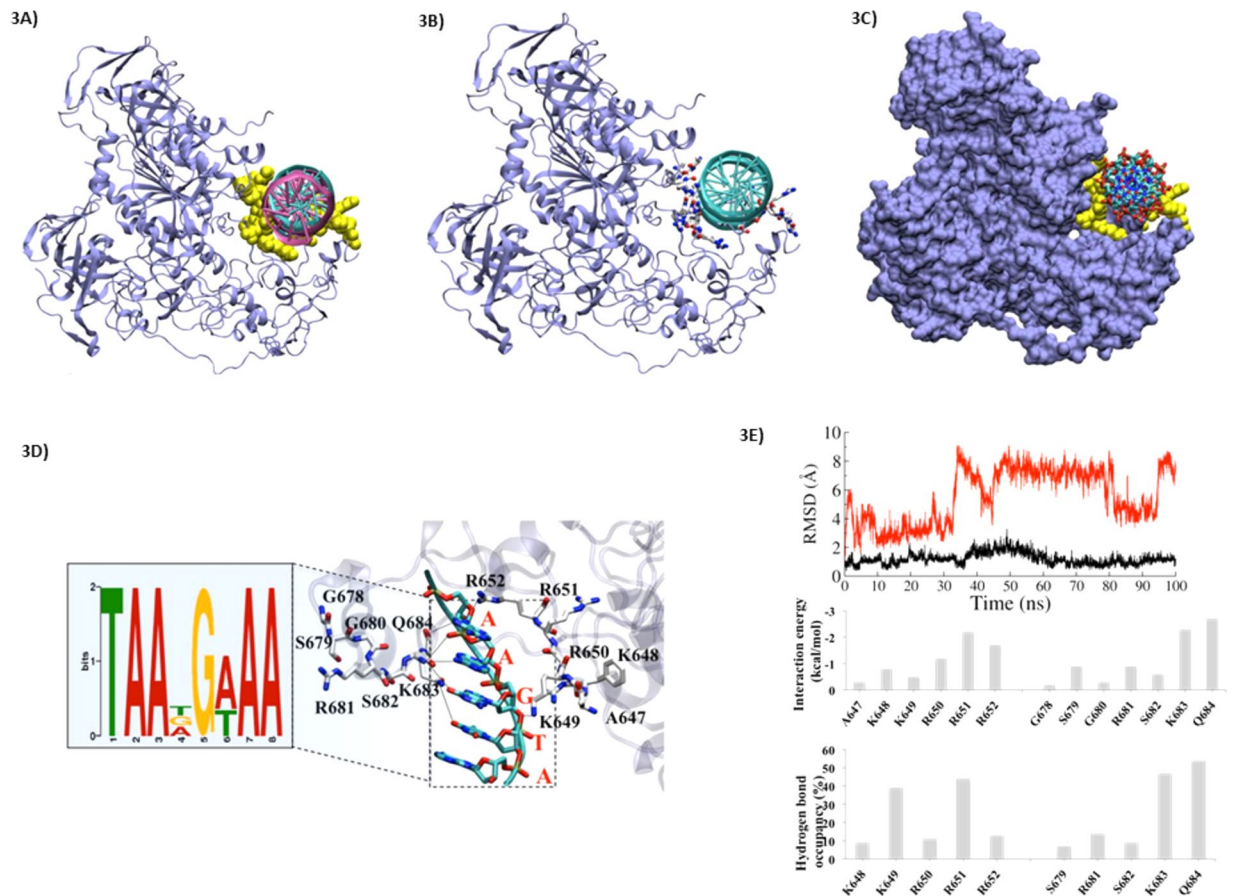 3A)
3B)
3C)
3D)
2
bits
1
0
TAATGAAA
GT
A
1 2 3 4 5 6 7 8
G678
S679
G680
Q684
R681
S682
K683
R652
R651
R650
K648
K649
A647
A
A
G
T
A
3E)
RMSD (Å)
10
8
6
4
2
0
0 10 20 30 40 50 60 70 80 90 100
Time (ns)
Interaction energy
(kcal/mol)
-3
-2
-1
0
A647 K648 K649 R650 R651 R652 G678 S679 G680 R681 S682 K683 Q684
Hydrogen bond
occupancy (%)
60
50
40
30
20
10
0
K648 K649 R650 R651 R652 S679 R681 S682 K683 Q684